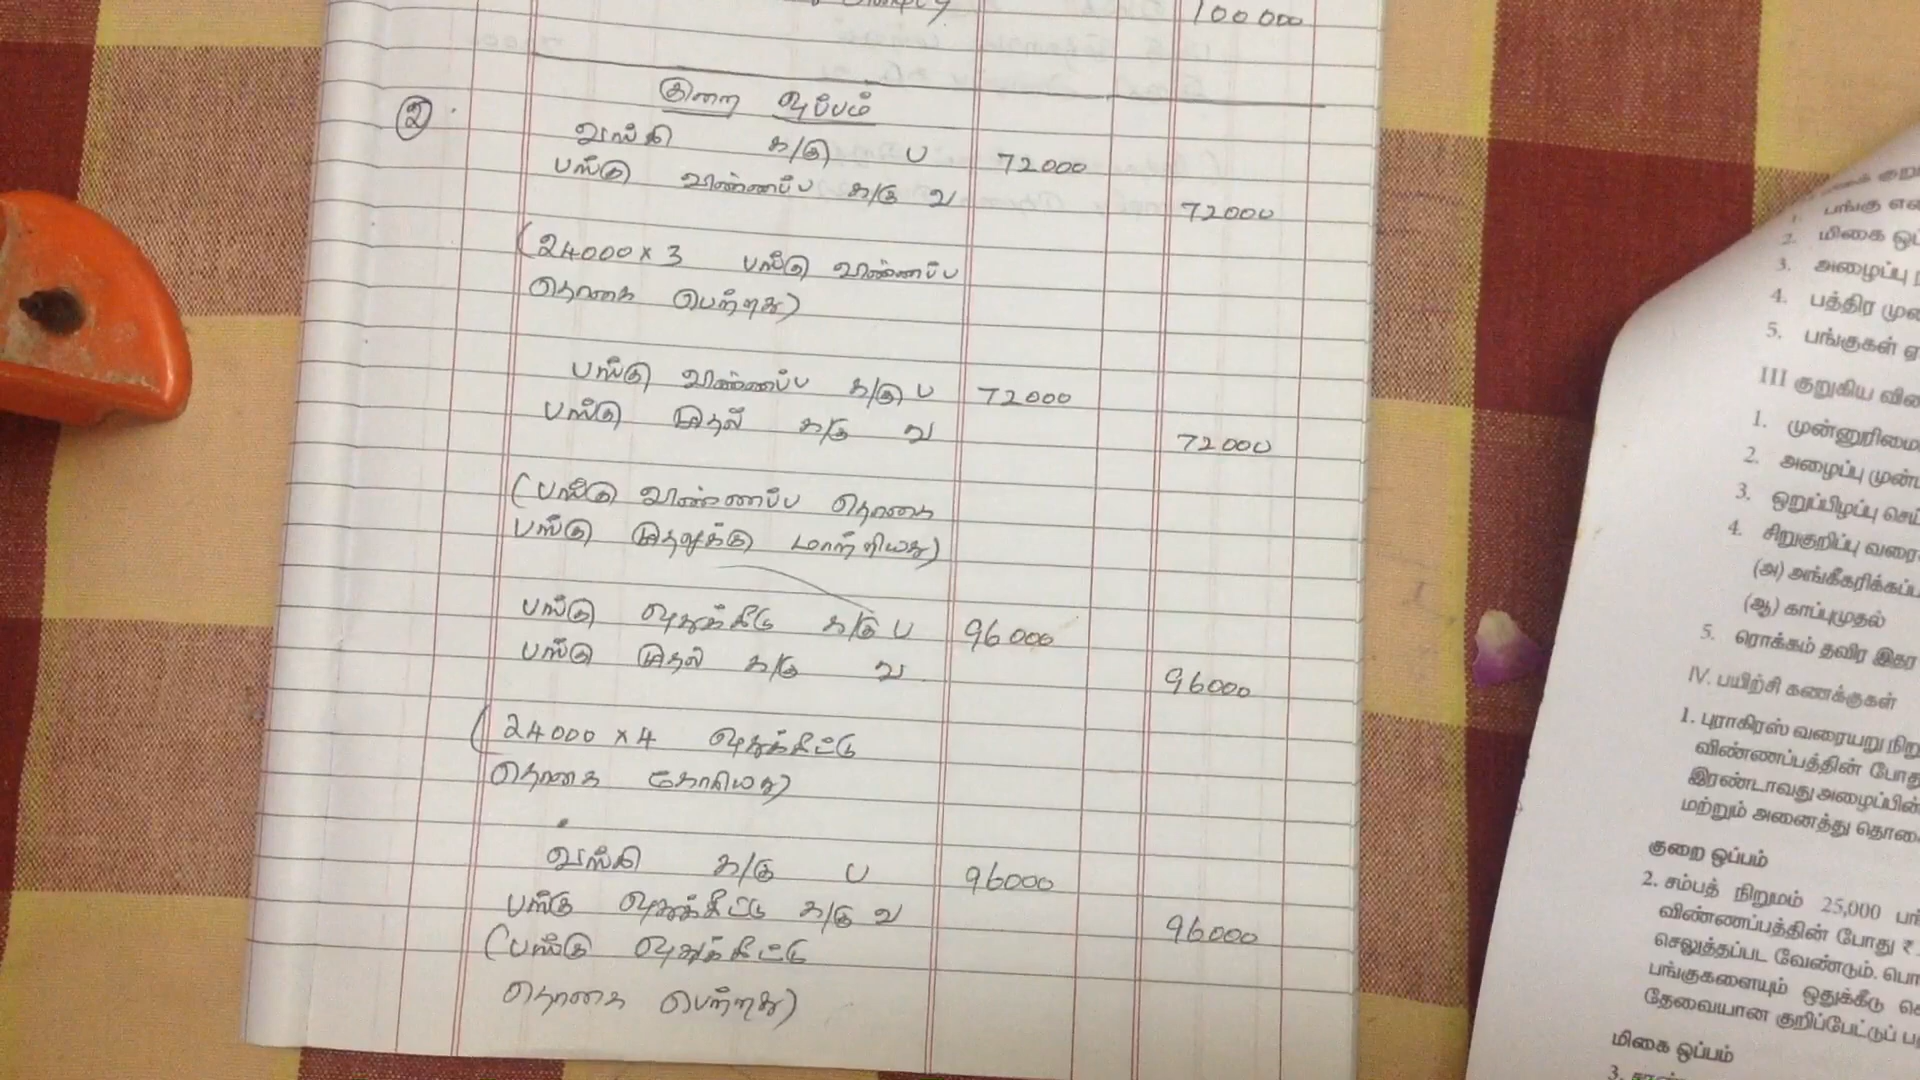 100000
② குறை ஒப்பம்
வங்கி க/கு ப 72000
பங்கு விண்ணப்ப க/கு வ 72000
(24000 x 3 பங்கு விண்ணப்ப
தொகை பெற்றது)
பங்கு விண்ணப்ப க/கு ப 72000
பங்கு முதல் க/கு வ 72000
(பங்கு விண்ணப்ப தொகை
பங்கு முதலுக்கு மாற்றியது)
பங்கு ஒதுக்கீடு க/கு ப 96000
பங்கு முதல் க/கு வ 96000
(24000 x 4 ஒதுக்கீட்டு
தொகை கோரியது)
வங்கி க/கு ப 96000
பங்கு ஒதுக்கீட்டு க/கு வ 96000
(பங்கு ஒதுக்கீட்டு
தொகை பெற்றது)
1. பங்கு
2. மிகை
3. அழைப்பு
4. பத்திர
5. பங்குகள்
III குறுகிய
1. முன்னுரிமை
2. அழைப்பு
3. ஒறுப்பிழப்பு
4. சிறுகுறிப்பு
(அ)
(ஆ) காப்புமுதல்
5. ரொக்கம் தவிர இதர
IV. பயிற்சி கணக்குகள்
1. புராகிரஸ் வரையறு
விண்ணப்பத்தின் போது
இரண்டாவது அழைப்பின்
மற்றும் அனைத்து
குறை ஒப்பம்
2. சம்பத் நிறுமம் 25,000
விண்ணப்பத்தின் போது ₹
செலுத்தப்பட வேண்டும்.
பங்குகளையும் ஒதுக்கீடு
தேவையான குறிப்பேட்டுப்
மிகை ஒப்பம்
3.